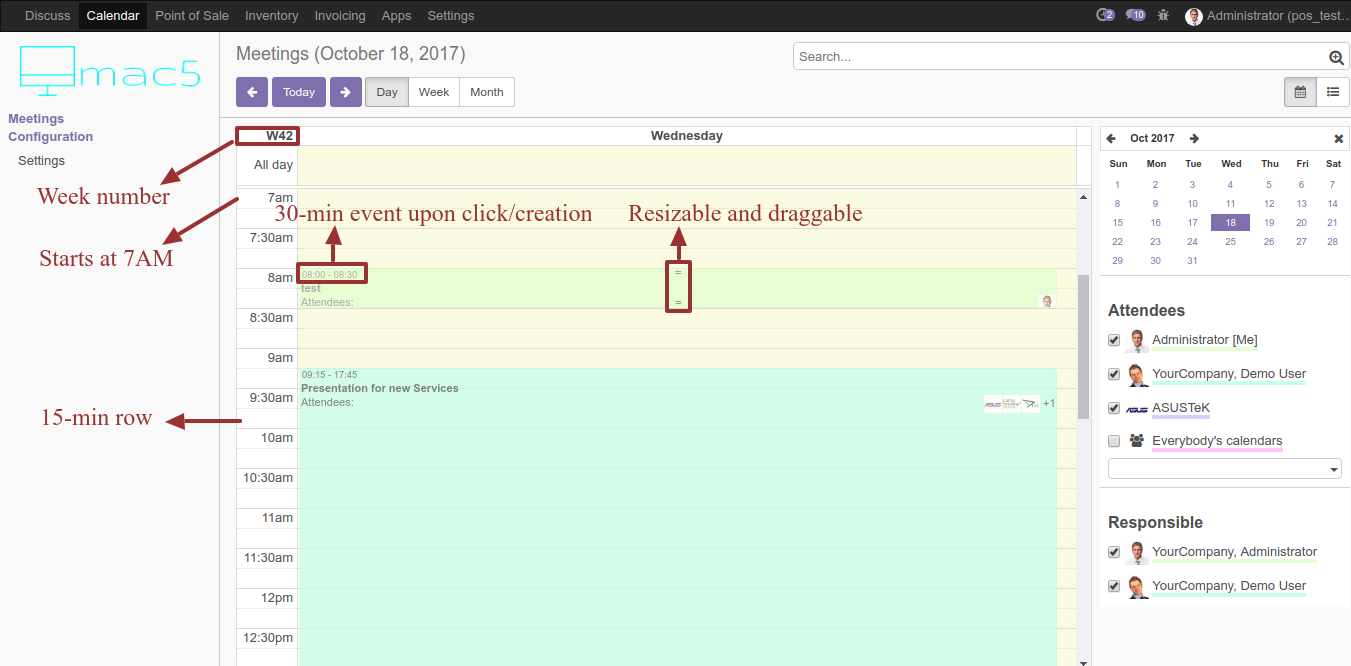 Discuss Calendar Point of Sale Inventory Invoicing Apps Settings 2 10 Administrator (pos_test...
mac5
Meetings
Configuration
Settings
Meetings (October 18, 2017)
Search...
Today Day Week Month
W42 Wednesday
All day
Week number
Starts at 7AM
15-min row
7am
30-min event upon click/creation Resizable and draggable
7:30am
8am
08:00 - 08:30
test
Attendees:
8:30am
9am
09:15 - 17:45
Presentation for new Services
9:30am
Attendees:
+1
10am
10:30am
11am
11:30am
12pm
12:30pm
Oct 2017
Sun Mon Tue Wed Thu Fri Sat
1 2 3 4 5 6 7
8 9 10 11 12 13 14
15 16 17 18 19 20 21
22 23 24 25 26 27 28
29 30 31
Attendees
Administrator [Me]
YourCompany, Demo User
ASUS ASUSTeK
Everybody's calendars
Responsible
YourCompany, Administrator
YourCompany, Demo User